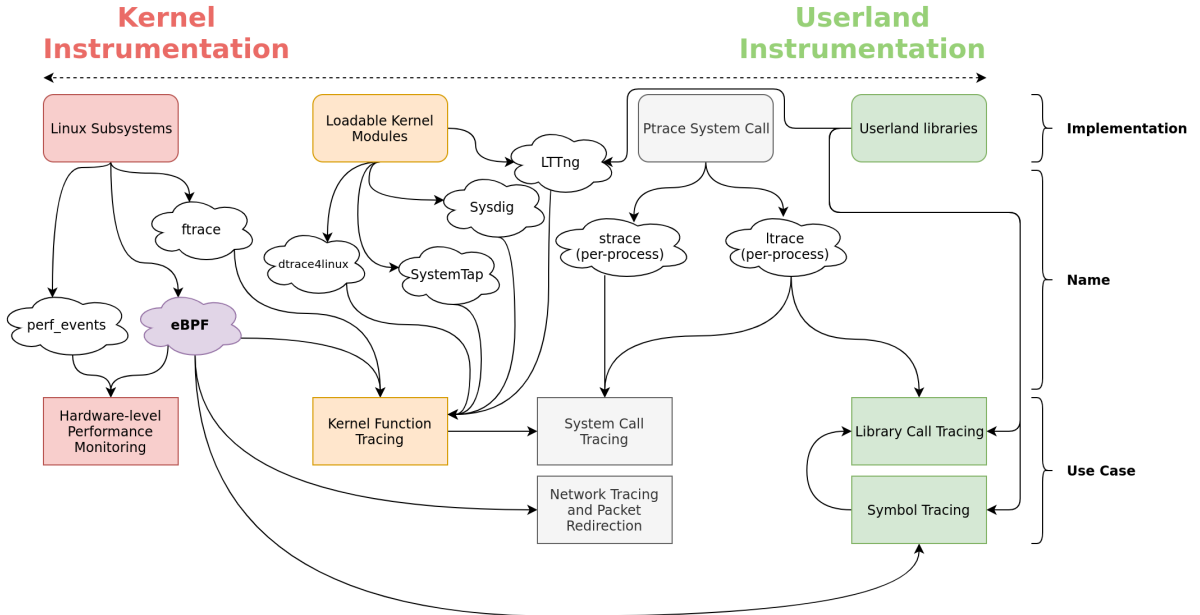 Kernel
Instrumentation
Userland
Instrumentation
Linux Subsystems
Loadable Kernel
Modules
Ptrace System Call
Userland libraries
Implementation
LTTng
Sysdig
ftrace
strace
(per-process)
ltrace
(per-process)
dtrace4linux
SystemTap
Name
perf_events
eBPF
Hardware-level
Performance
Monitoring
Kernel Function
Tracing
System Call
Tracing
Library Call Tracing
Use Case
Network Tracing
and Packet
Redirection
Symbol Tracing